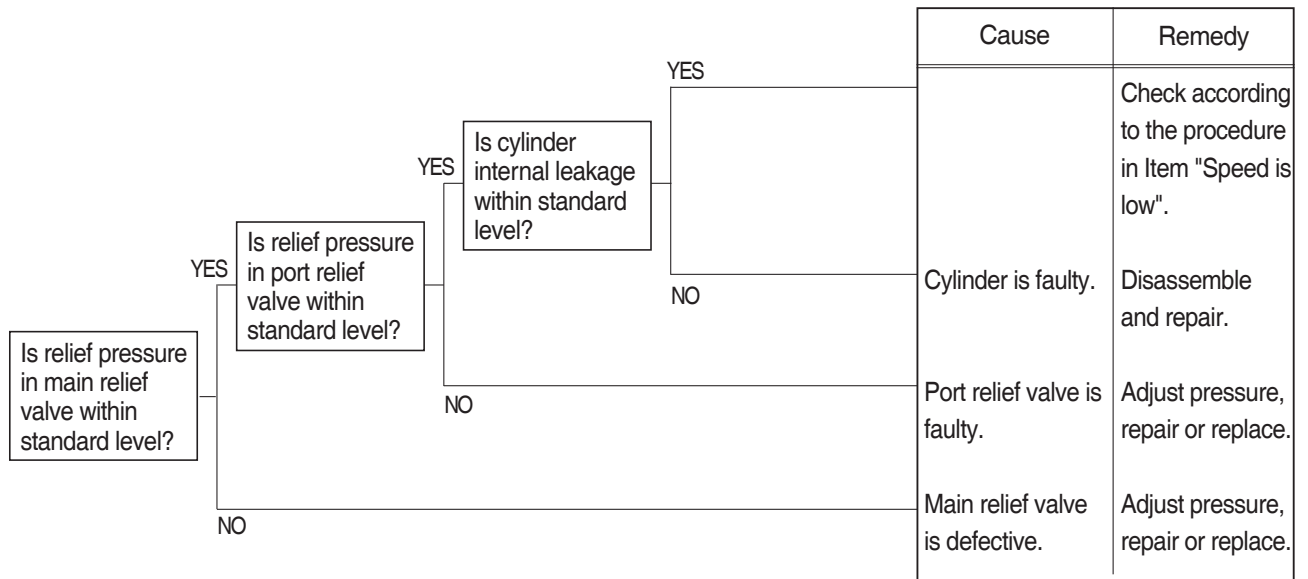 Cause
Remedy
YES
Check according
to the procedure
in Item "Speed is
low".
YES
Is cylinder
internal leakage
within standard
level?
NO
Cylinder is faulty.
Disassemble
and repair.
YES
Is relief pressure
in port relief
valve within
standard level?
NO
Port relief valve is
faulty.
Adjust pressure,
repair or replace.
Is relief pressure
in main relief
valve within
standard level?
NO
Main relief valve
is defective.
Adjust pressure,
repair or replace.